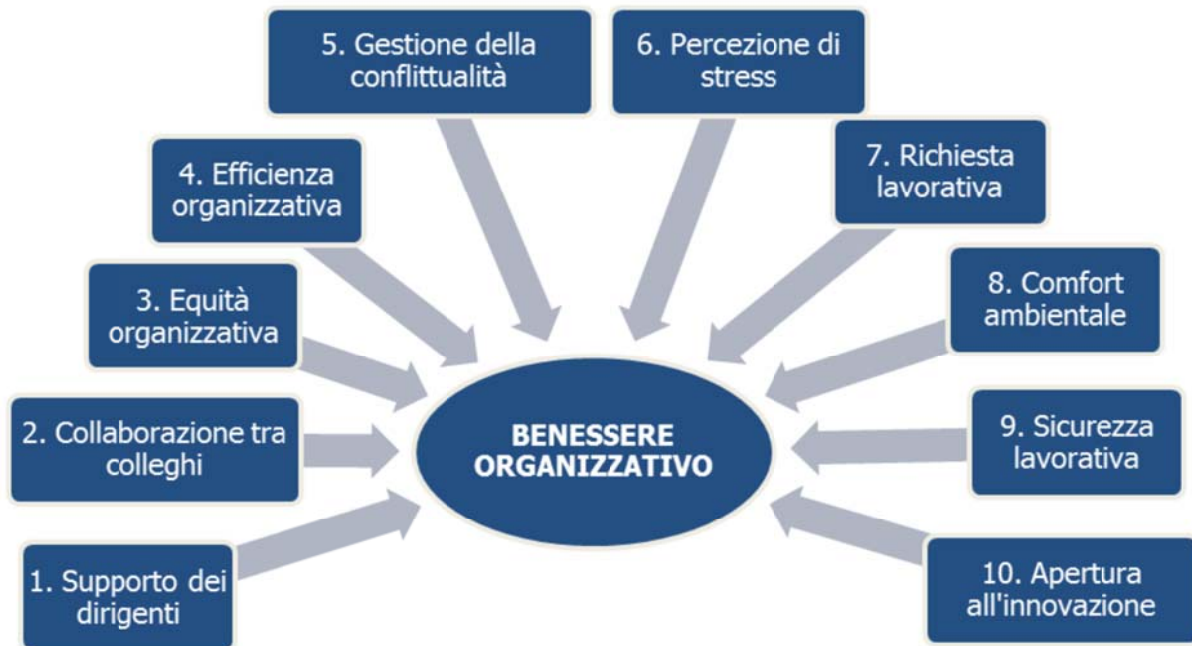 1. Supporto dei
dirigenti
2. Collaborazione tra
colleghi
3. Equità
organizzativa
4. Efficienza
organizzativa
5. Gestione della
conflittualità
6. Percezione di
stress
7. Richiesta
lavorativa
8. Comfort
ambientale
9. Sicurezza
lavorativa
10. Apertura
all'innovazione
BENESSERE
ORGANIZZATIVO